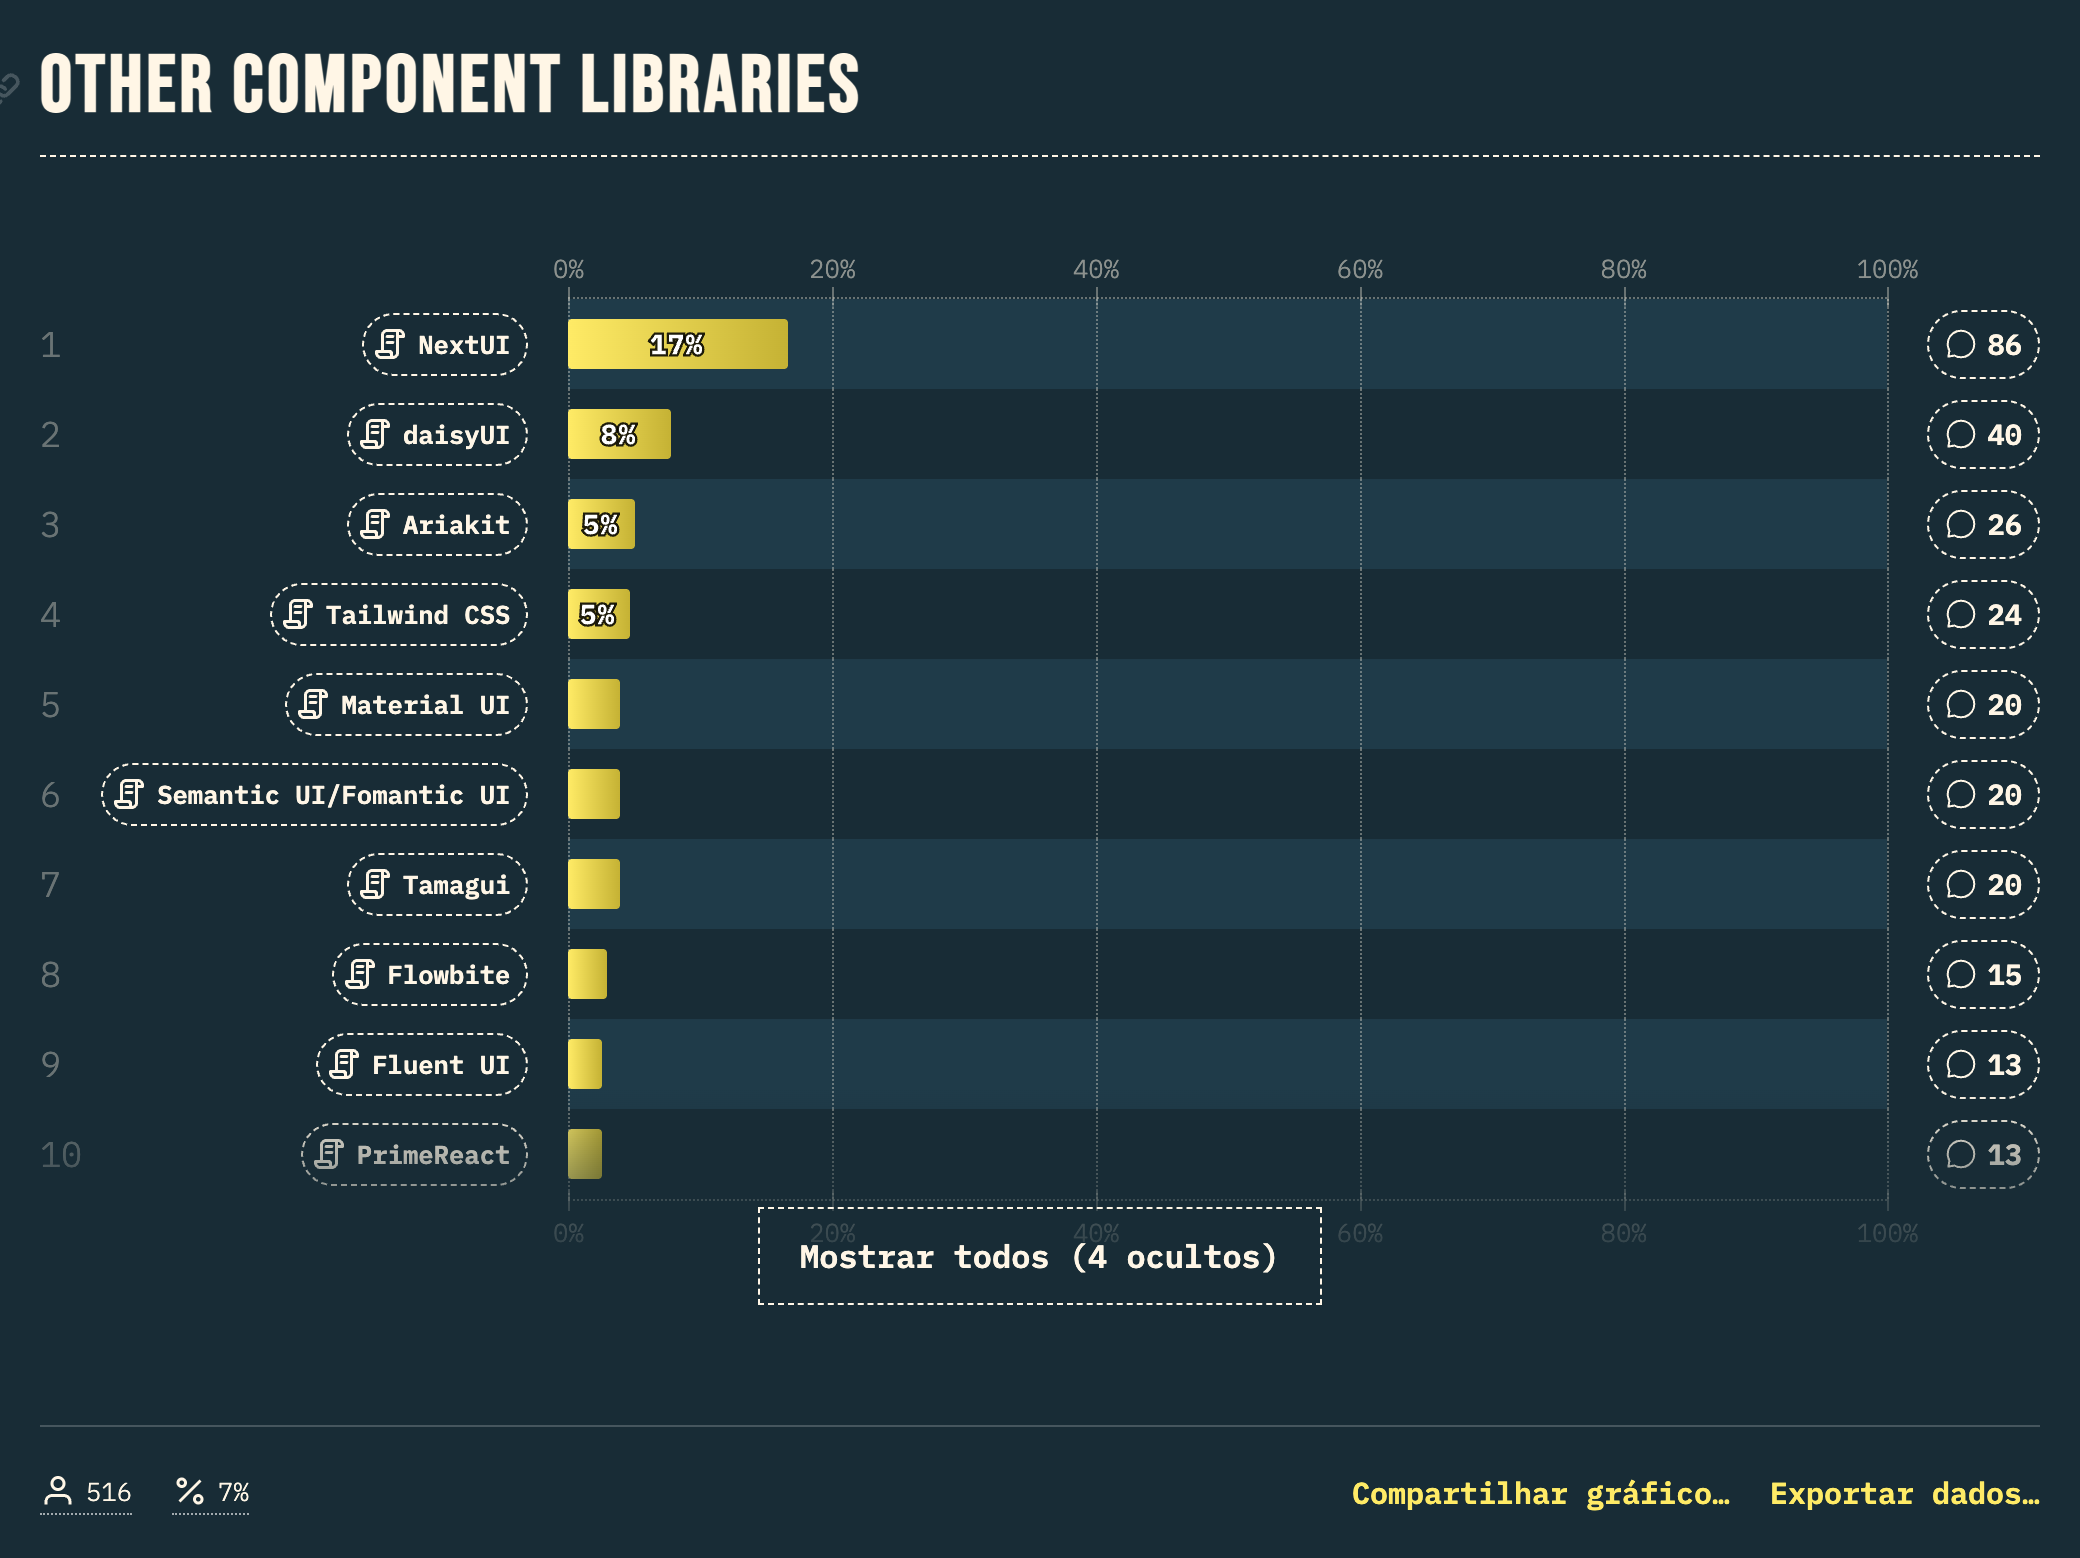 OTHER COMPONENT LIBRARIES
0% 20% 40% 60% 80% 100%
1 NextUI 17% 86
2 daisyUI 8% 40
3 Ariakit 5% 26
4 Tailwind CSS 5% 24
5 Material UI 20
6 Semantic UI/Fomantic UI 20
7 Tamagui 20
8 Flowbite 15
9 Fluent UI 13
10 PrimeReact 13
0% 20% 40% 60% 80% 100%
Mostrar todos (4 ocultos)
516 7% Compartilhar gráfico… Exportar dados…